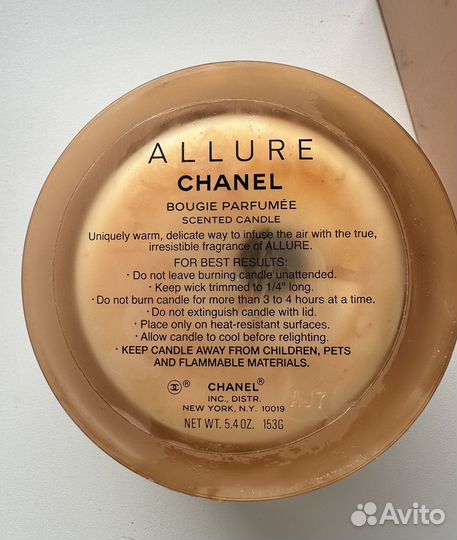 ALLURE
CHANEL
BOUGIE PARFUMÉE
SCENTED CANDLE
Uniquely warm, delicate way to infuse the air with the true,
irresistible fragrance of ALLURE.
FOR BEST RESULTS:
· Do not leave burning candle unattended.
· Keep wick trimmed to 1/4" long.
· Do not burn candle for more than 3 to 4 hours at a time.
· Do not extinguish candle with lid.
· Place only on heat-resistant surfaces.
· Allow candle to cool before relighting.
· KEEP CANDLE AWAY FROM CHILDREN, PETS
AND FLAMMABLE MATERIALS.
® CHANEL®
INC., DISTR.
NEW YORK, N.Y. 10019
AJ7
NET WT. 5.4 OZ. 153G
Avito